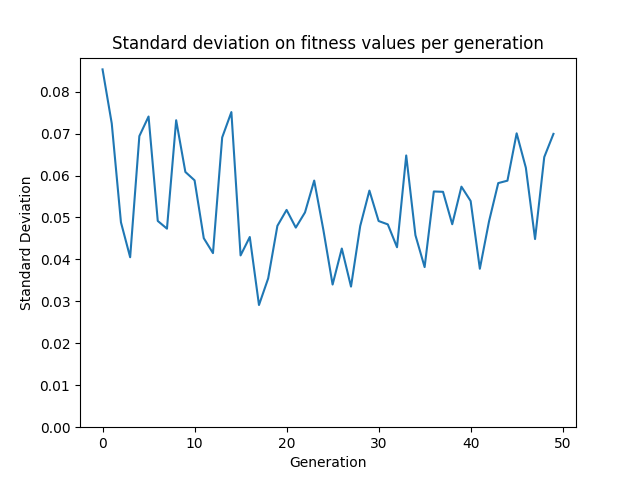 Standard deviation on fitness values per generation
0.08
0.07
0.06
0.05
0.04
0.03
0.02
0.01
0.00
Standard Deviation
0 10 20 30 40 50
Generation